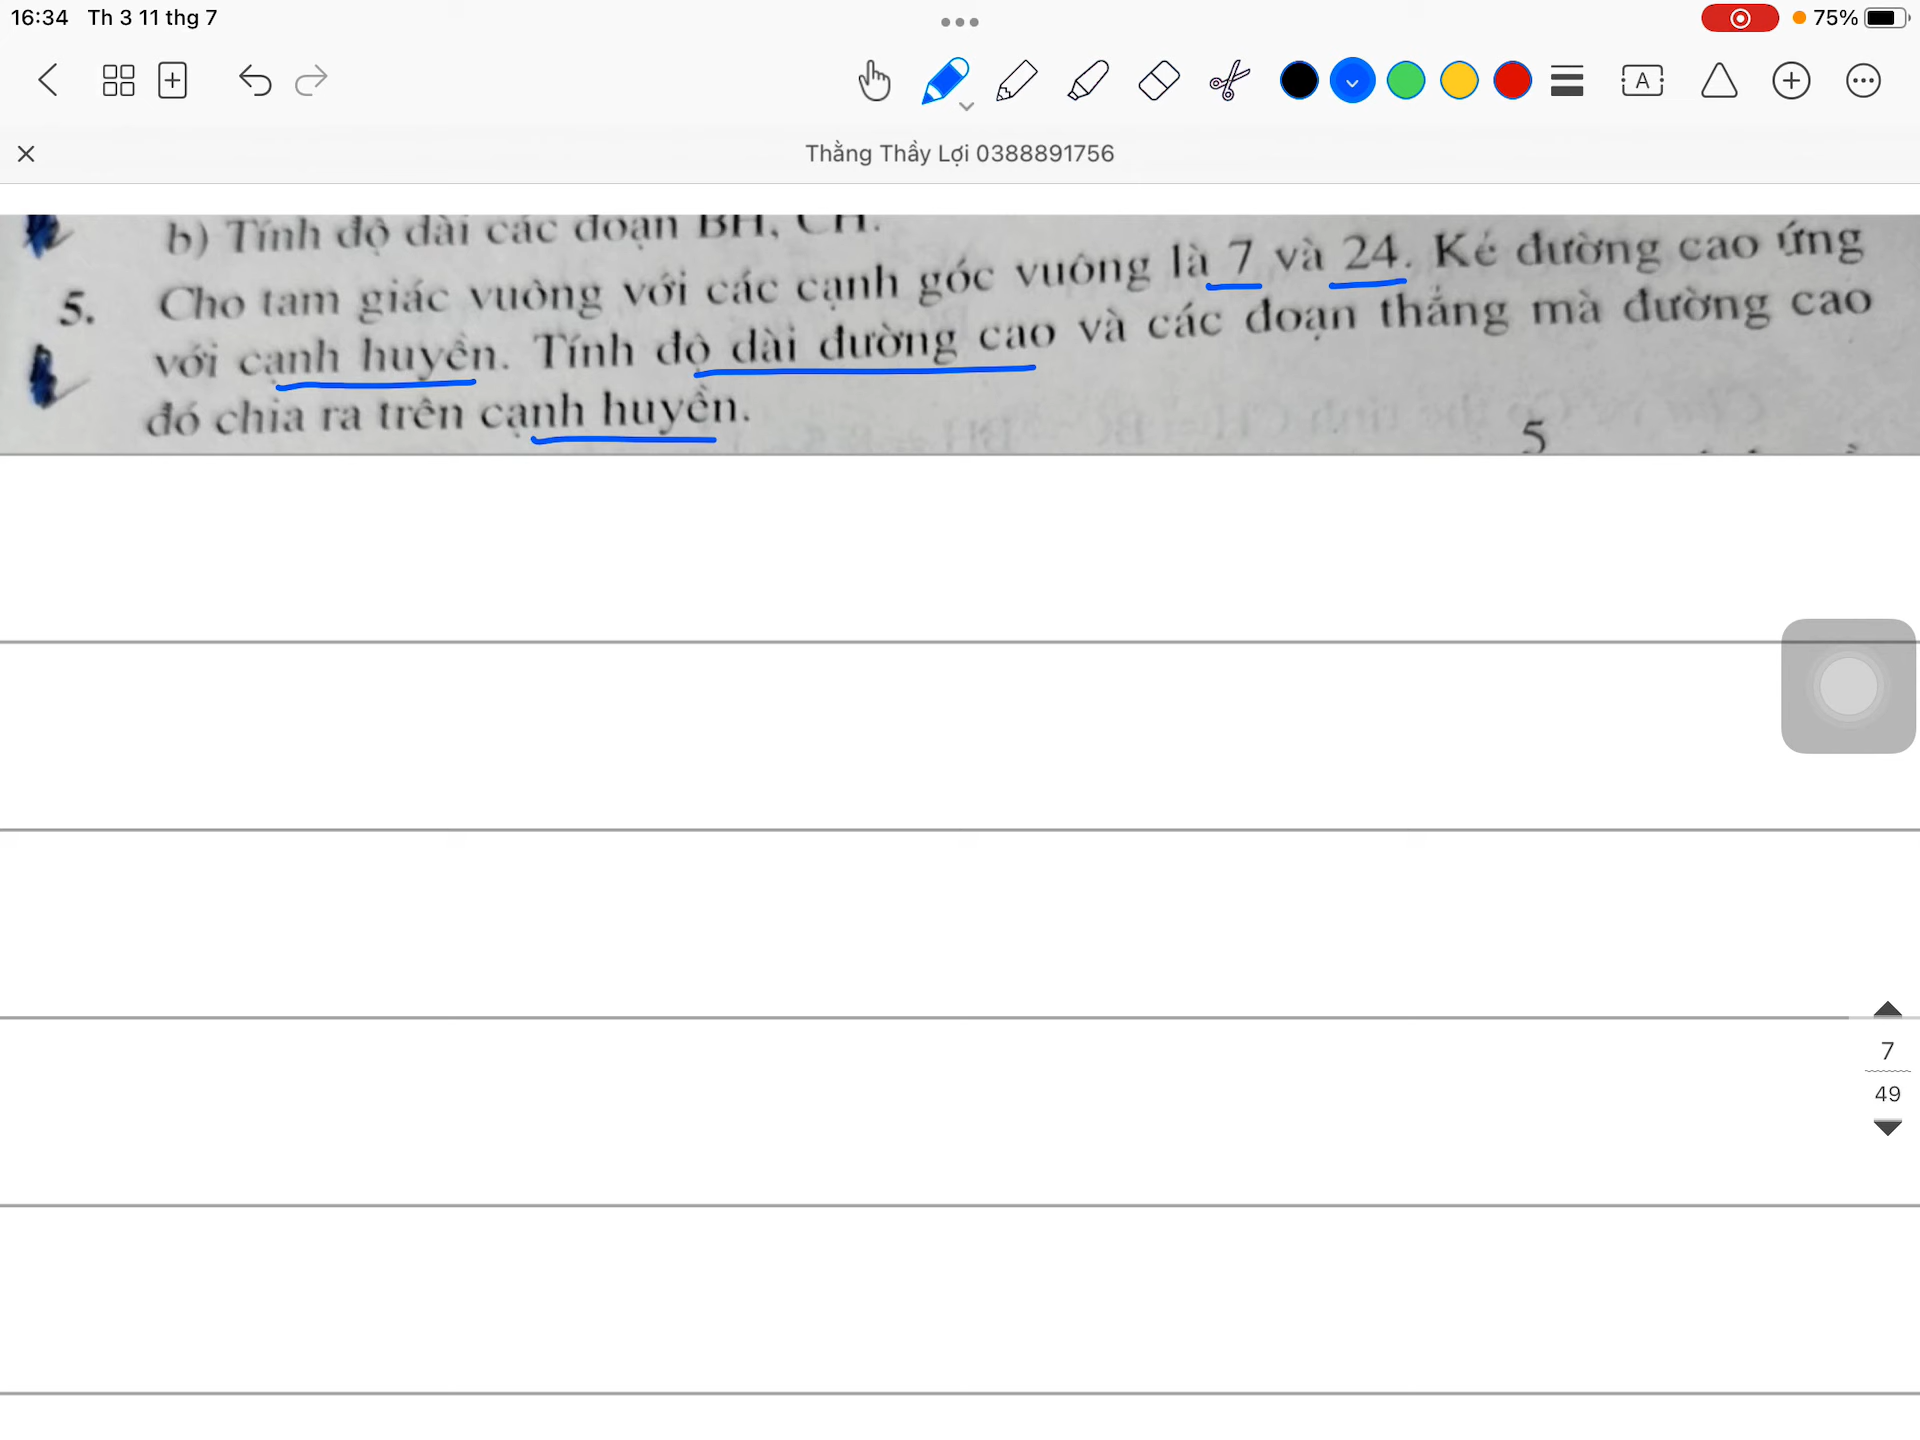 16:34 Th 3 11 thg 7
75%
A
Thằng Thầy Lợi 0388891756
b) Tính độ dài các đoạn BH, CH.
5. Cho tam giác vuông với các cạnh góc vuông là 7 và 24. Kẻ đường cao ứng
với cạnh huyền. Tính độ dài đường cao và các đoạn thẳng mà đường cao
đó chia ra trên cạnh huyền.
5
7
49